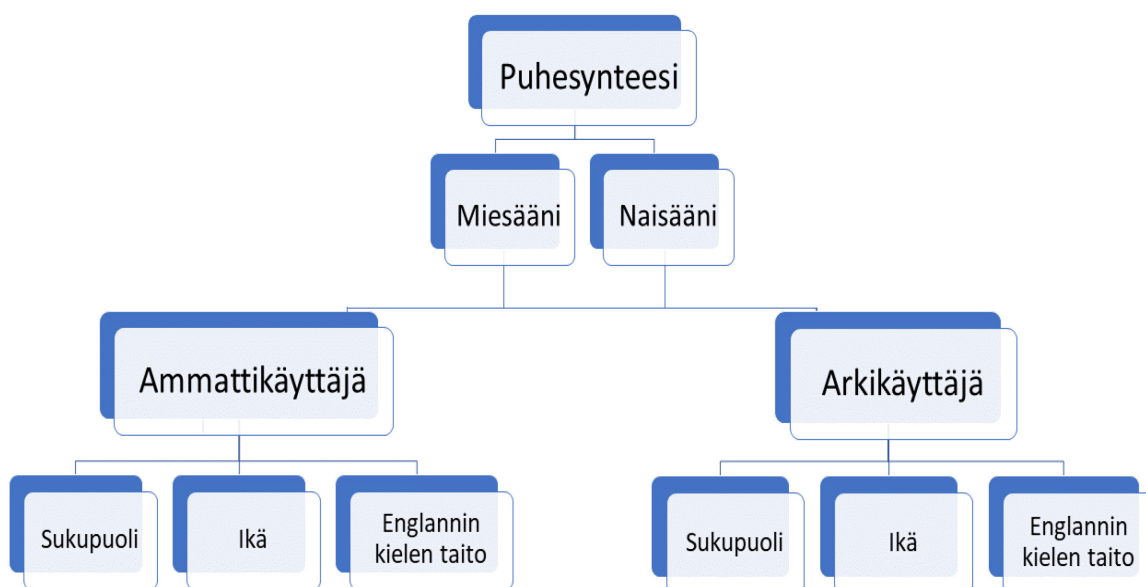 Puhesynteesi
Miesääni
Naisääni
Ammattikäyttäjä
Arkikäyttäjä
Sukupuoli
Ikä
Englannin
kielen taito
Sukupuoli
Ikä
Englannin
kielen taito